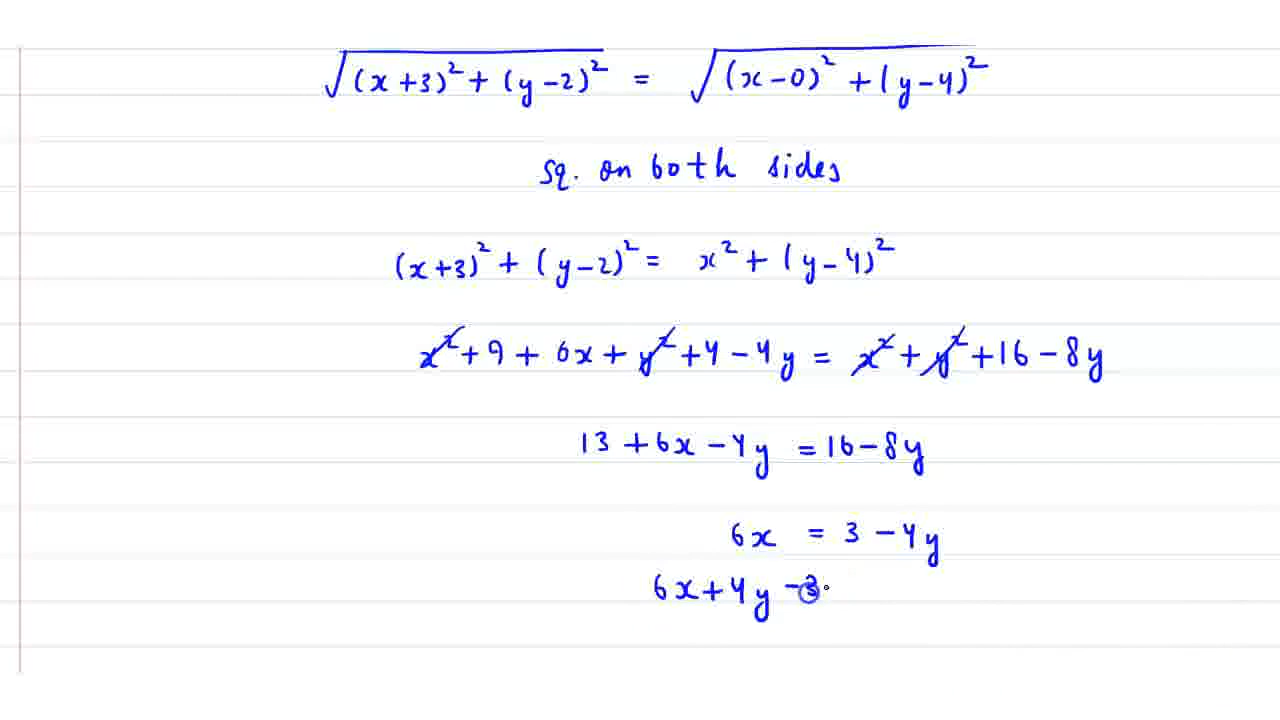 √((x+3)² + (y-2)²) = √((x-0)² + (y-4)²)
sq. on both sides
(x+3)² + (y-2)² = x² + (y-4)²
x² + 9 + 6x + y² + 4 - 4y = x² + y² + 16 - 8y
13 + 6x - 4y = 16 - 8y
6x = 3 - 4y
6x + 4y - 3